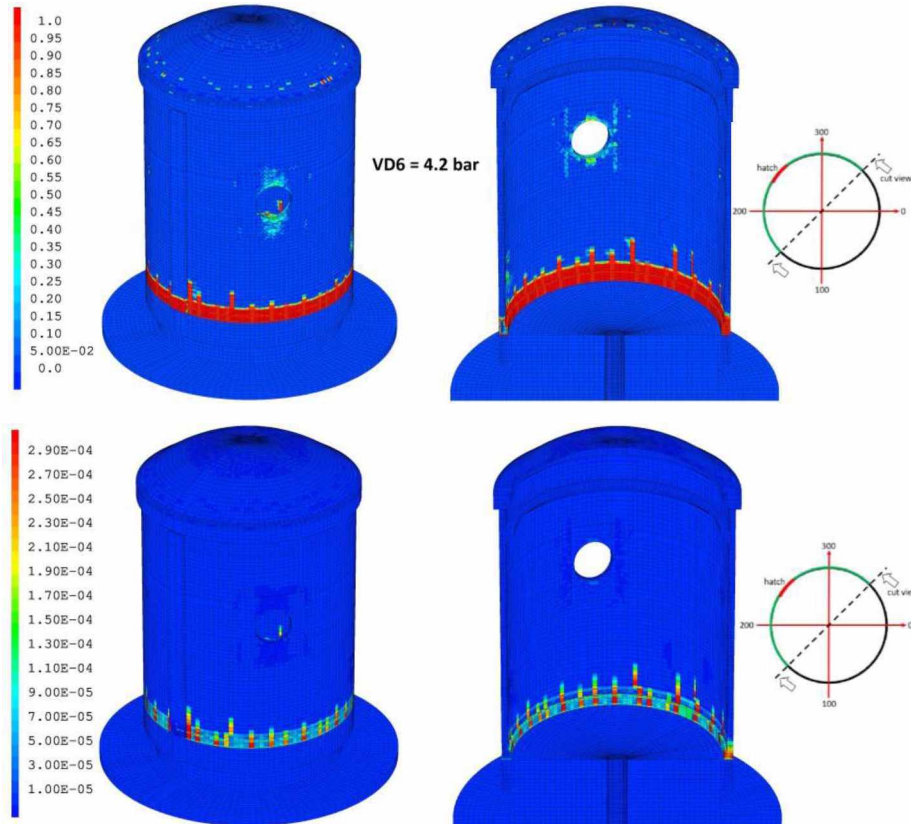 1.0
0.95
0.90
0.85
0.80
0.75
0.70
0.65
0.60
0.55
0.50
0.45
0.40
0.35
0.30
0.25
0.20
0.15
0.10
5.00E-02
0.0
VD6 = 4.2 bar
300
hatch
cut view
200
0
100
2.90E-04
2.70E-04
2.50E-04
2.30E-04
2.10E-04
1.90E-04
1.70E-04
1.50E-04
1.30E-04
1.10E-04
9.00E-05
7.00E-05
5.00E-05
3.00E-05
1.00E-05
300
hatch
cut view
200
0
100